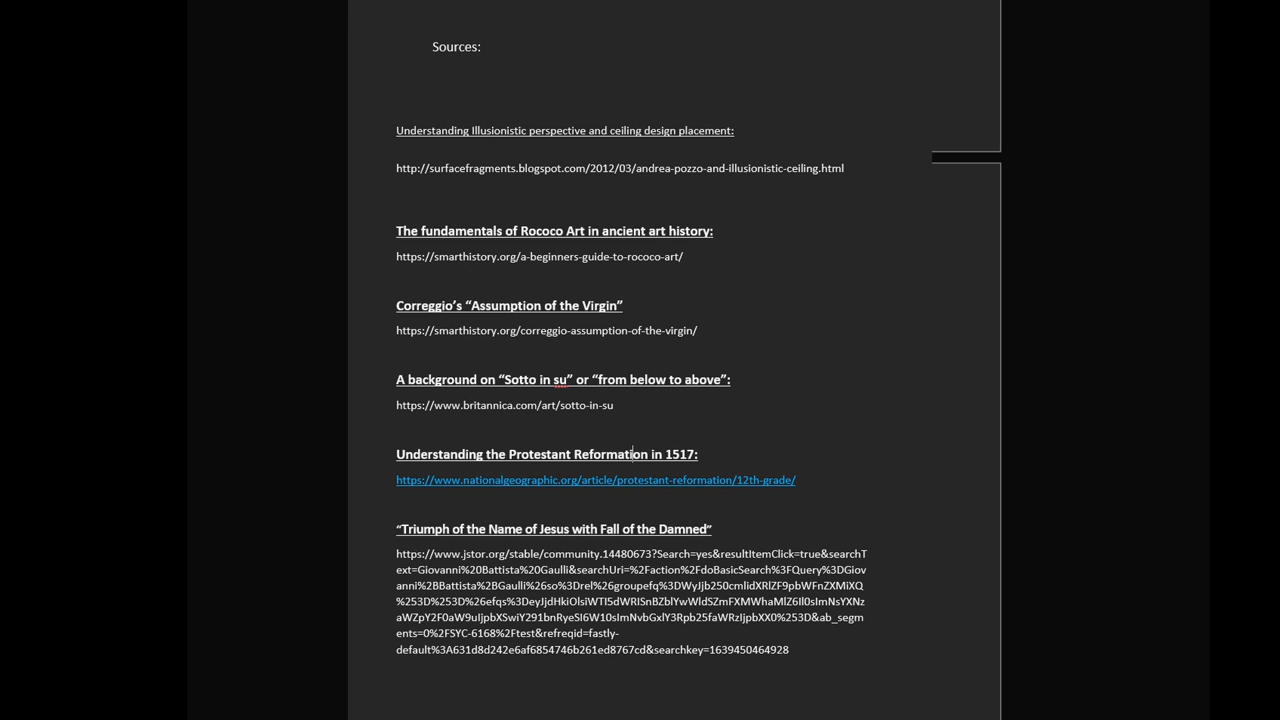 Sources:
Understanding Illusionistic perspective and ceiling design placement:
http://surfacefragments.blogspot.com/2012/03/andrea-pozzo-and-illusionistic-ceiling.html
The fundamentals of Rococo Art in ancient art history:
https://smarthistory.org/a-beginners-guide-to-rococo-art/
Correggio’s “Assumption of the Virgin”
https://smarthistory.org/correggio-assumption-of-the-virgin/
A background on “Sotto in su” or “from below to above”:
https://www.britannica.com/art/sotto-in-su
Understanding the Protestant Reformation in 1517:
https://www.nationalgeographic.org/article/protestant-reformation/12th-grade/
“Triumph of the Name of Jesus with Fall of the Damned”
https://www.jstor.org/stable/community.14480673?Search=yes&resultItemClick=true&searchT
ext=Giovanni%20Battista%20Gaulli&searchUri=%2Faction%2FdoBasicSearch%3FQuery%3DGiov
anni%2BBattista%2BGaulli%26so%3Drel%26groupefq%3DWyJjb250cmlidXRlZF9pbWFnZXMiXQ
%253D%253D%26efqs%3DeyJjdHkiOlsiWTI5dWRISnBZblYwWldSZmFXMWhaMlZ6Il0sImNsYXNz
aWZpY2F0aW9uIjpbXSwiY291bnRyeSI6W10sImNvbGxlY3Rpb25faWRzIjpbXX0%253D&ab_segm
ents=0%2FSYC-6168%2Ftest&refreqid=fastly-
default%3A631d8d242e6af6854746b261ed8767cd&searchkey=1639450464928